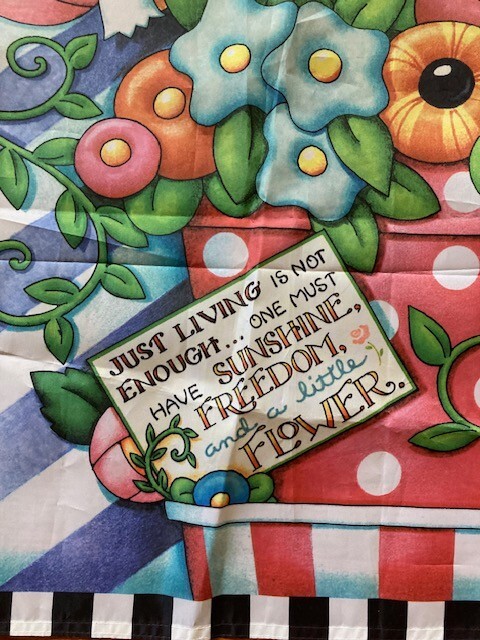 JUST LIVING IS NOT
ENOUGH... ONE MUST
HAVE SUNSHINE,
FREEDOM,
and a little
FLOWER.